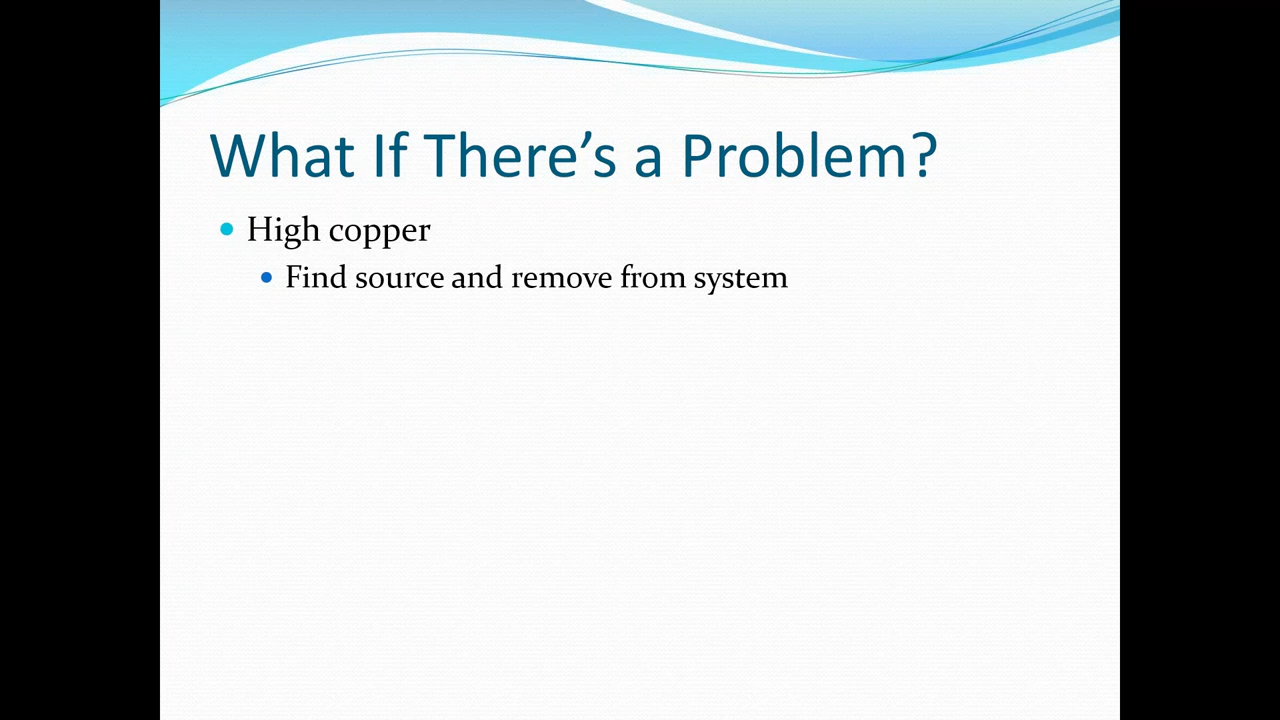 What If There’s a Problem?
High copper
Find source and remove from system